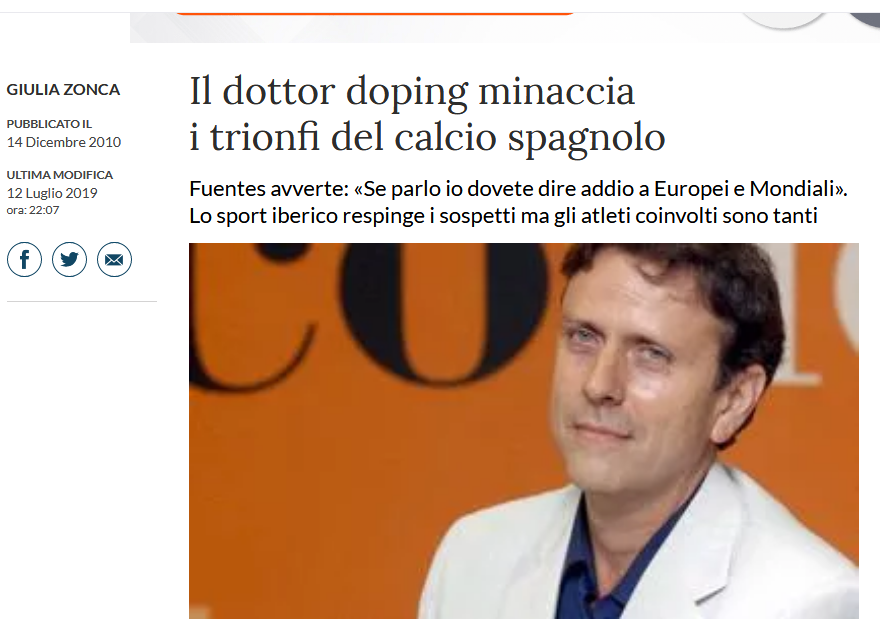 GIULIA ZONCA
PUBBLICATO IL
14 Dicembre 2010
ULTIMA MODIFICA
12 Luglio 2019
ora: 22:07
Il dottor doping minaccia
i trionfi del calcio spagnolo
Fuentes avverte: «Se parlo io dovete dire addio a Europei e Mondiali».
Lo sport iberico respinge i sospetti ma gli atleti coinvolti sono tanti